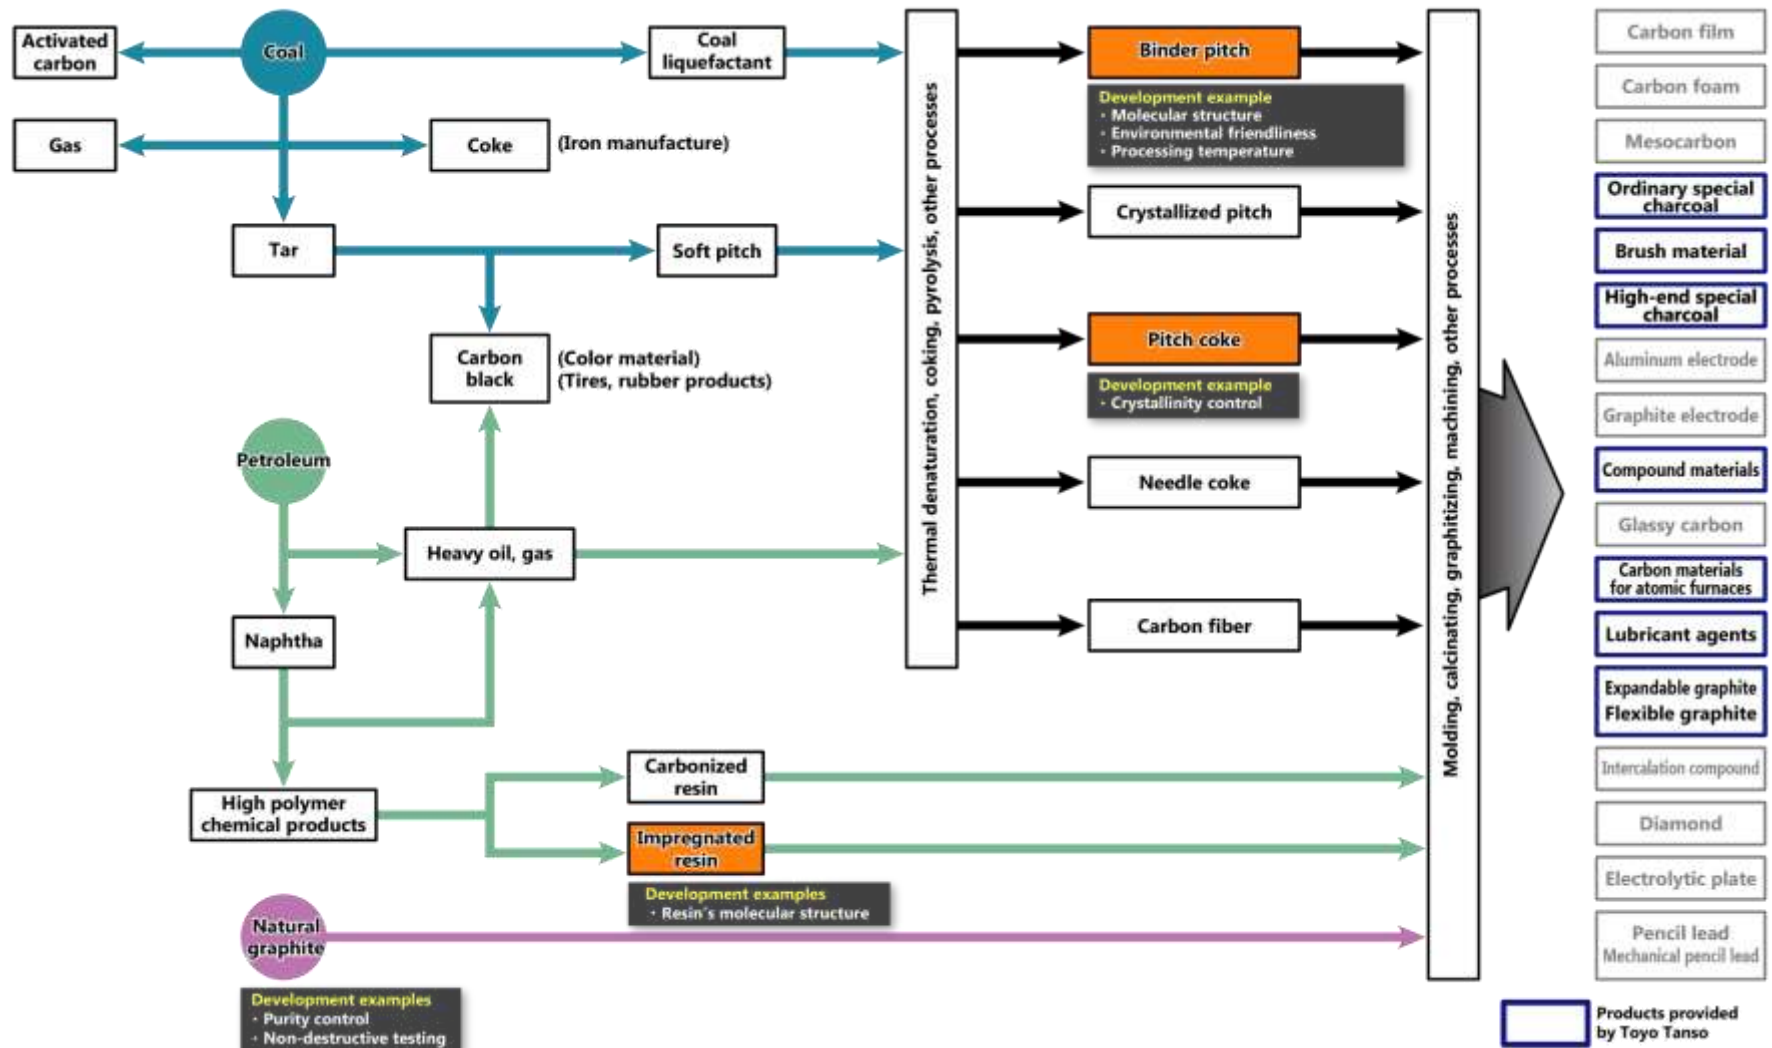 Activated
carbon
Coal
Coal
liquefactant
Gas
Coke
(Iron manufacture)
Tar
Soft pitch
Carbon
black
(Color material)
(Tires, rubber products)
Petroleum
Heavy oil, gas
Naphtha
High polymer
chemical products
Carbonized
resin
Impregnated
resin
Development examples
・Resin's molecular structure
Natural
graphite
Development examples
・Purity control
・Non-destructive testing
Thermal denaturation, coking, pyrolysis, other processes
Binder pitch
Development example
・Molecular structure
・Environmental friendliness
・Processing temperature
Crystallized pitch
Pitch coke
Development example
・Crystallinity control
Needle coke
Carbon fiber
Molding, calcinating, graphitizing, machining, other processes
Carbon film
Carbon foam
Mesocarbon
Ordinary special
charcoal
Brush material
High-end special
charcoal
Aluminum electrode
Graphite electrode
Compound materials
Glassy carbon
Carbon materials
for atomic furnaces
Lubricant agents
Expandable graphite
Flexible graphite
Intercalation compound
Diamond
Electrolytic plate
Pencil lead
Mechanical pencil lead
Products provided
by Toyo Tanso